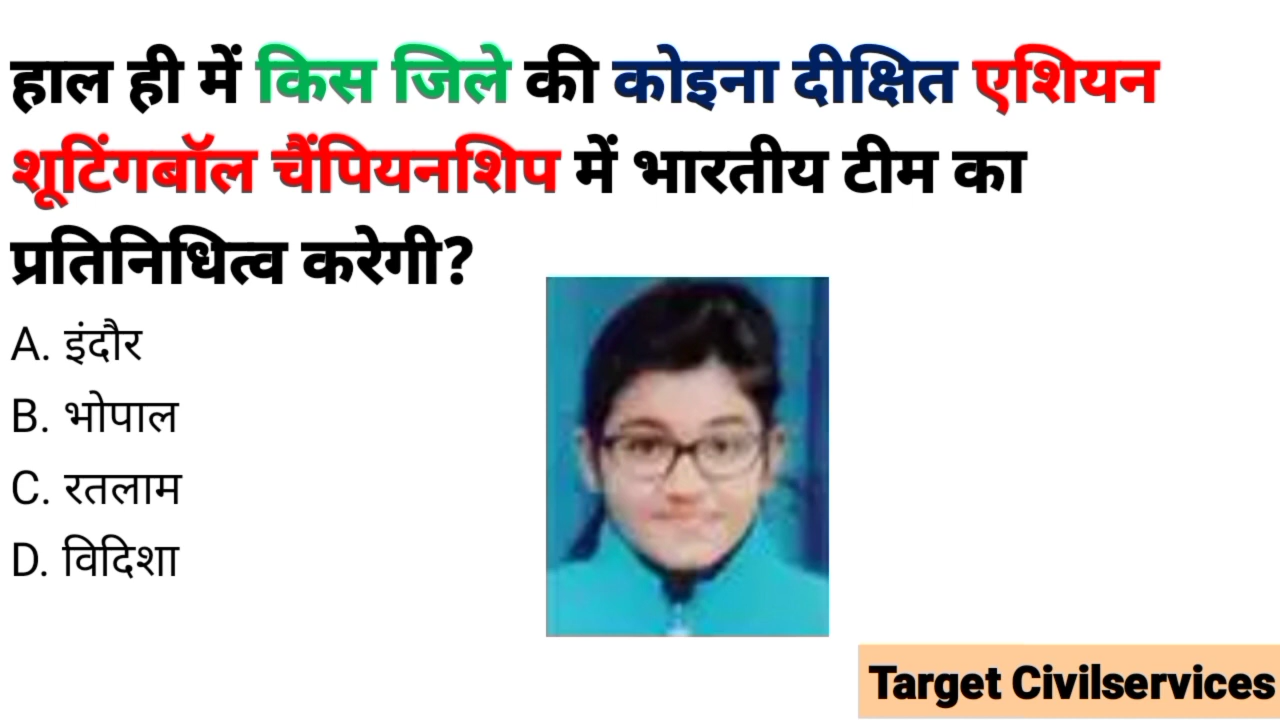 हाल ही में किस जिले की कोइना दीक्षित एशियन
शूटिंगबॉल चैंपियनशिप में भारतीय टीम का
प्रतिनिधित्व करेगी?
A. इंदौर
B. भोपाल
C. रतलाम
D. विदिशा
Target Civilservices